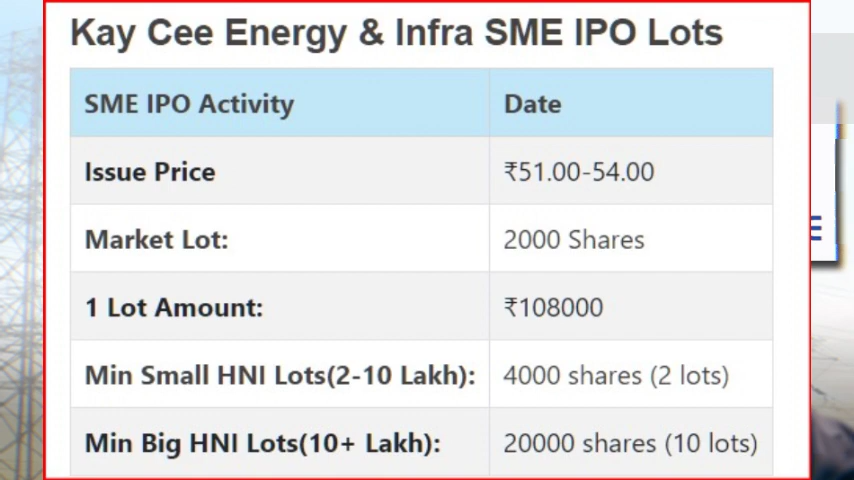 Kay Cee Energy & Infra SME IPO Lots
SME IPO Activity Date
Issue Price ₹51.00-54.00
Market Lot: 2000 Shares
1 Lot Amount: ₹108000
Min Small HNI Lots(2-10 Lakh): 4000 shares (2 lots)
Min Big HNI Lots(10+ Lakh): 20000 shares (10 lots)